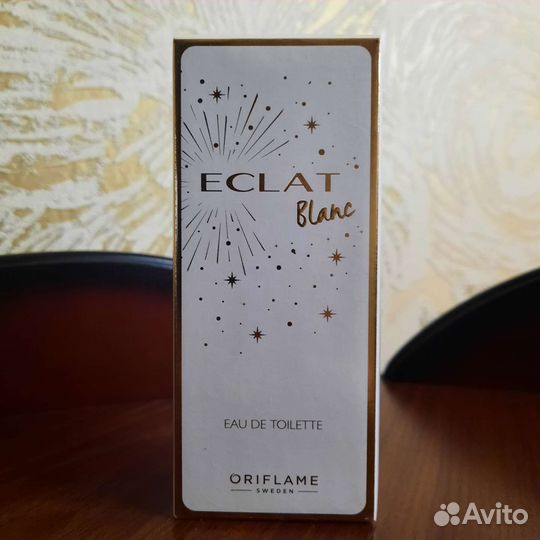 ECLAT
Blanc
EAU DE TOILETTE
ORIFLAME
SWEDEN
Avito